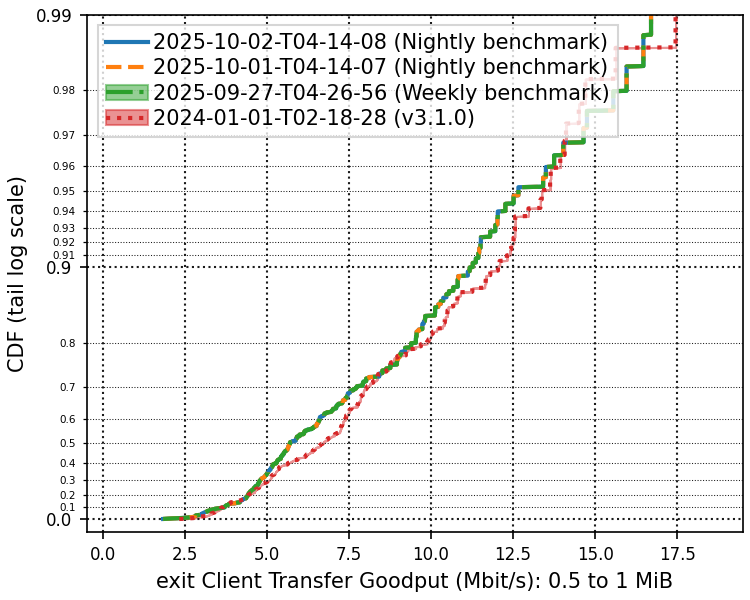 0.99
2025-10-02-T04-14-08 (Nightly benchmark)
2025-10-01-T04-14-07 (Nightly benchmark)
2025-09-27-T04-26-56 (Weekly benchmark)
2024-01-01-T02-18-28 (v3.1.0)
0.98
0.97
0.96
0.95
0.94
0.93
0.92
0.91
0.9
0.8
0.7
0.6
0.5
0.4
0.3
0.2
0.1
0.0
CDF (tail log scale)
0.0 2.5 5.0 7.5 10.0 12.5 15.0 17.5
exit Client Transfer Goodput (Mbit/s): 0.5 to 1 MiB